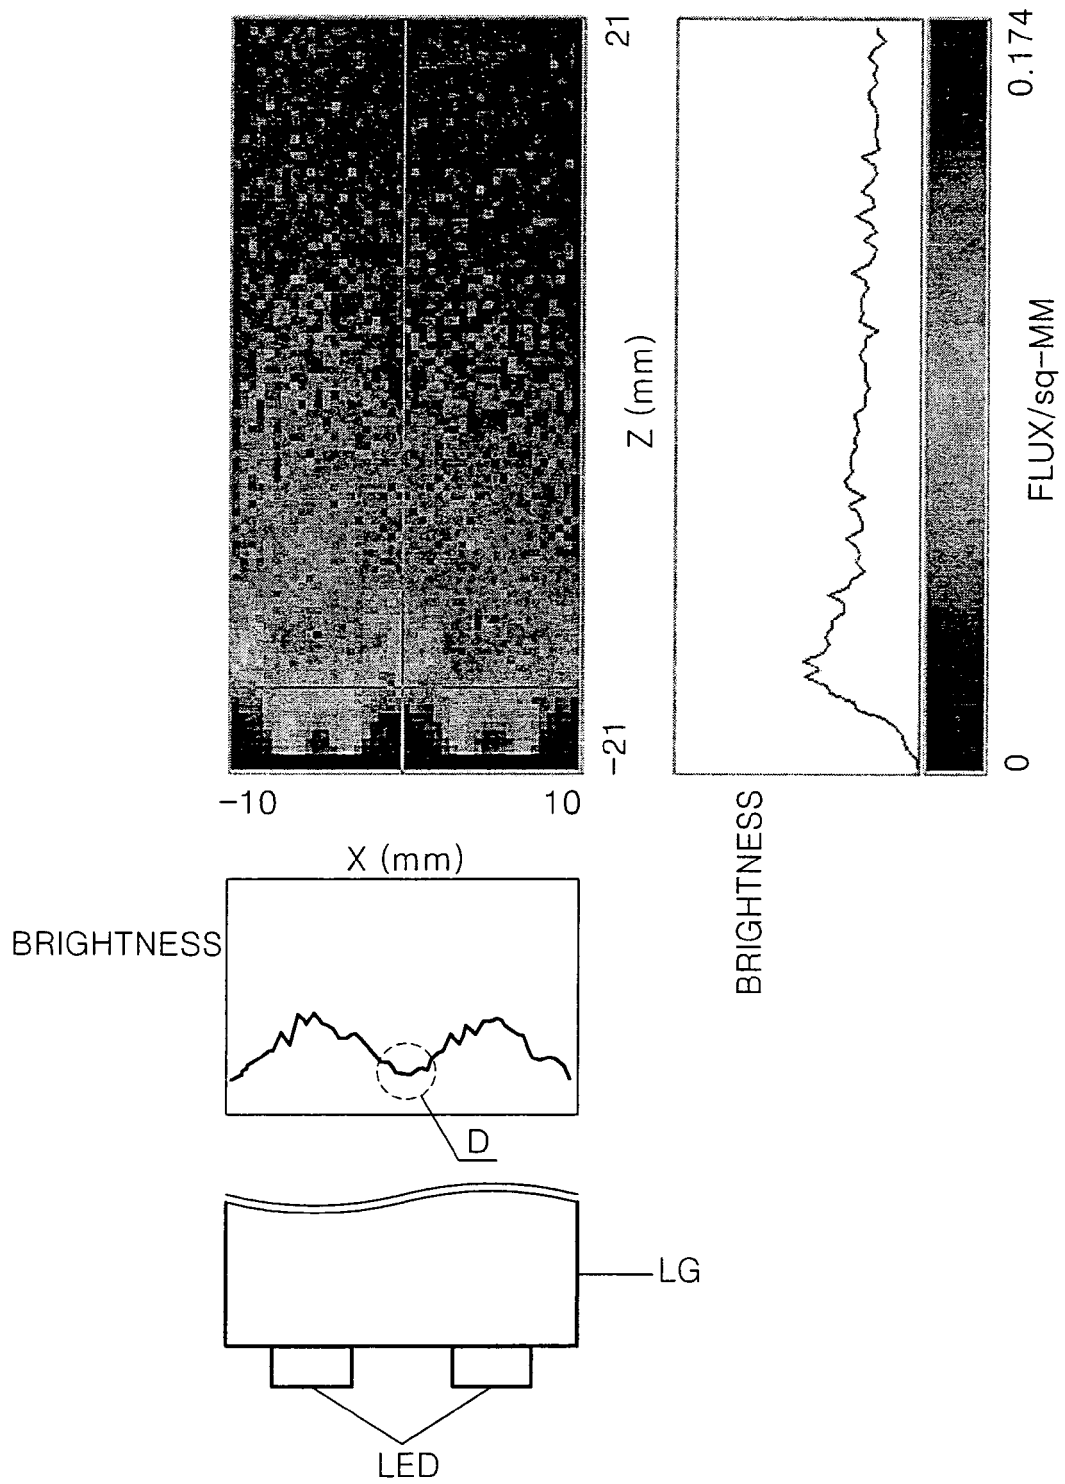 21
0.174
Z (mm)
FLUX/sq-MM
-21
0
-10
10
X (mm)
BRIGHTNESS
BRIGHTNESS
D
LG
LED